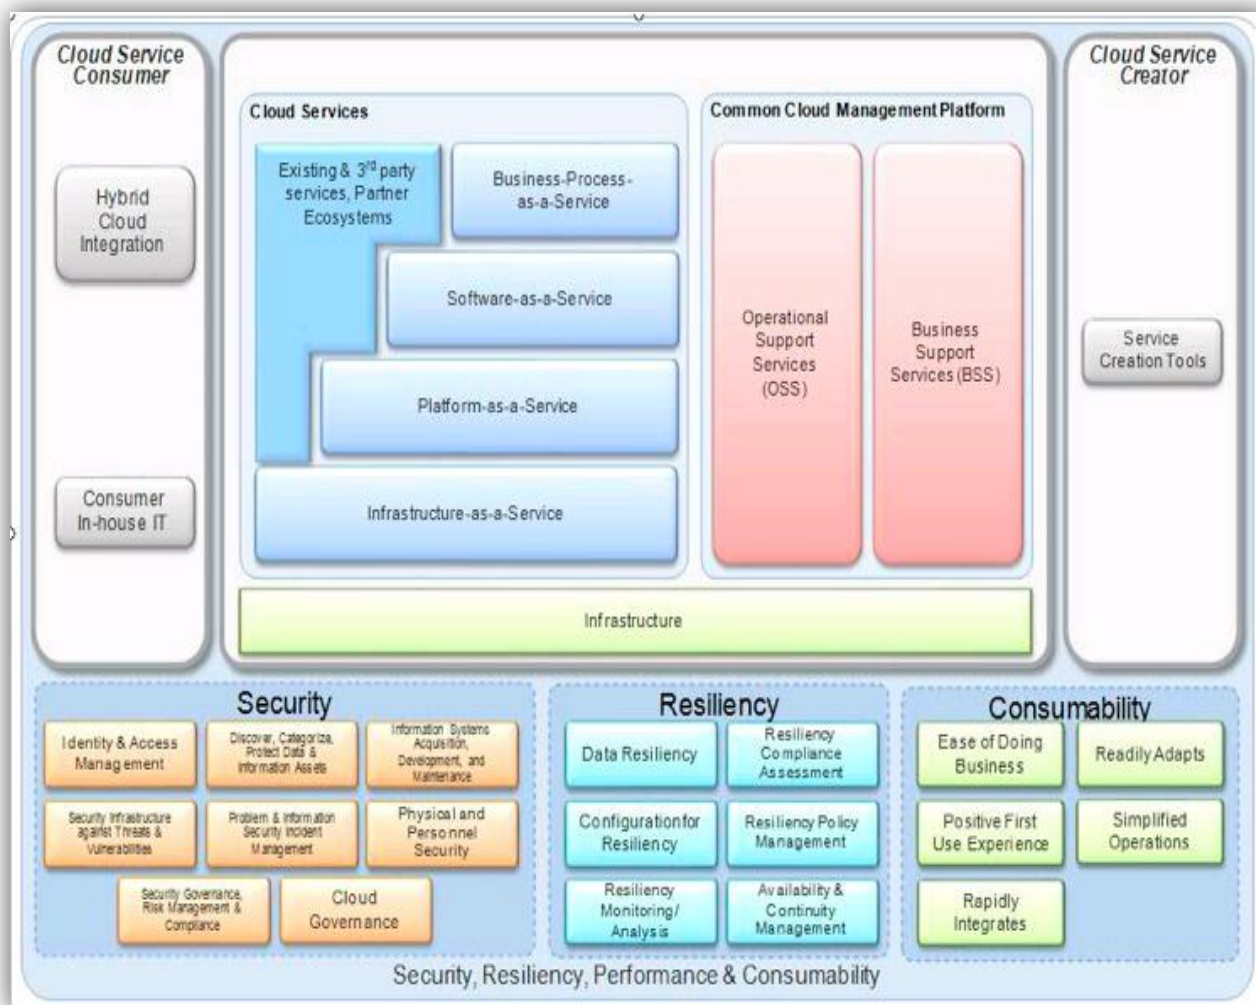 Cloud Service
Consumer
Hybrid
Cloud
Integration
Consumer
In-house IT
Cloud Services
Existing & 3rd party
services, Partner
Ecosystems
Business-Process-
as-a-Service
Software-as-a-Service
Platform-as-a-Service
Infrastructure-as-a-Service
Common Cloud Management Platform
Operational
Support
Services
(OSS)
Business
Support
Services (BSS)
Infrastructure
Cloud Service
Creator
Service
Creation Tools
Security
Identity & Access
Management
Discover, Categorize,
Protect Data &
Information Assets
Information Systems
Acquisition,
Development, and
Maintenance
Security Infrastructure
against Threats &
Vulnerabilities
Problem & Information
Security Incident
Management
Physical and
Personnel
Security
Security Governance,
Risk Management &
Compliance
Cloud
Governance
Resiliency
Data Resiliency
Resiliency
Compliance
Assessment
Configuration for
Resiliency
Resiliency Policy
Management
Resiliency
Monitoring/
Analysis
Availability &
Continuity
Management
Consumability
Ease of Doing
Business
Readily Adapts
Positive First
Use Experience
Simplified
Operations
Rapidly
Integrates
Security, Resiliency, Performance & Consumability